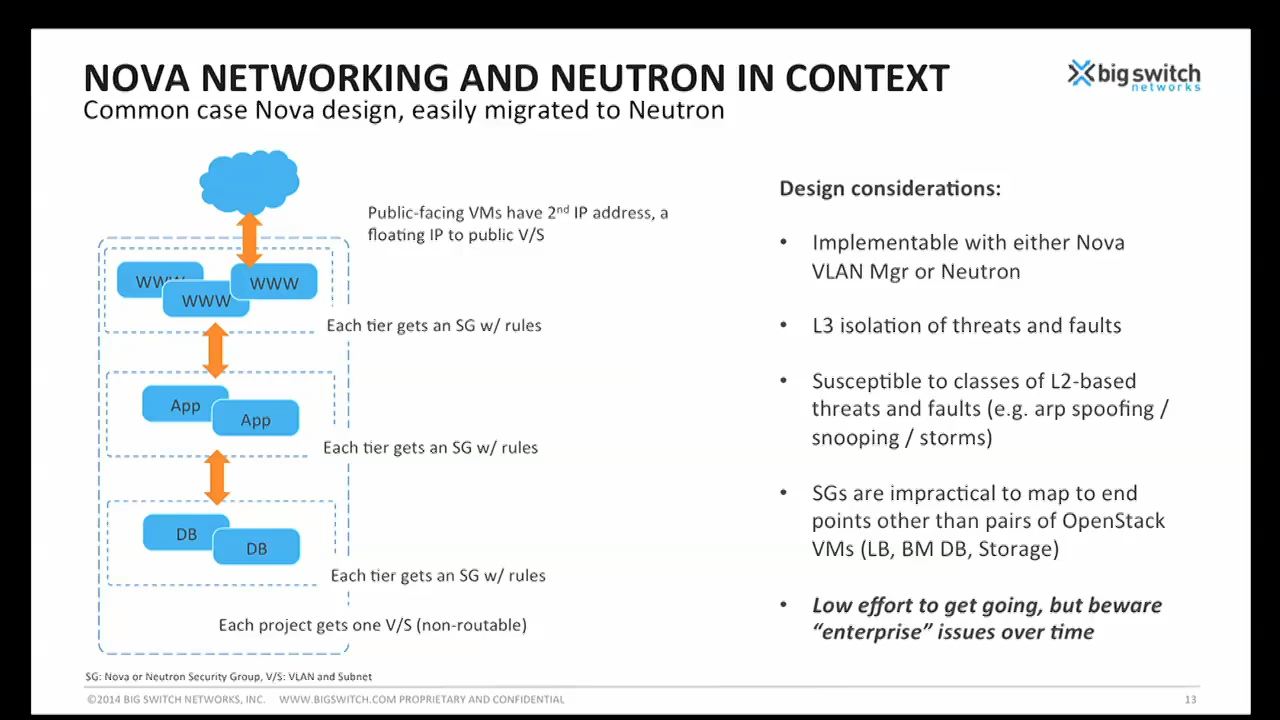 NOVA NETWORKING AND NEUTRON IN CONTEXT
Common case Nova design, easily migrated to Neutron
big switch
networks
Public-facing VMs have 2nd IP address, a
floating IP to public V/S
WWW
WWW
WWW
Each tier gets an SG w/ rules
App
App
Each tier gets an SG w/ rules
DB
DB
Each tier gets an SG w/ rules
Each project gets one V/S (non-routable)
Design considerations:
• Implementable with either Nova
VLAN Mgr or Neutron
• L3 isolation of threats and faults
• Susceptible to classes of L2-based
threats and faults (e.g. arp spoofing /
snooping / storms)
• SGs are impractical to map to end
points other than pairs of OpenStack
VMs (LB, BM DB, Storage)
• Low effort to get going, but beware
“enterprise” issues over time
SG: Nova or Neutron Security Group, V/S: VLAN and Subnet
©2014 BIG SWITCH NETWORKS, INC. WWW.BIGSWITCH.COM PROPRIETARY AND CONFIDENTIAL
13